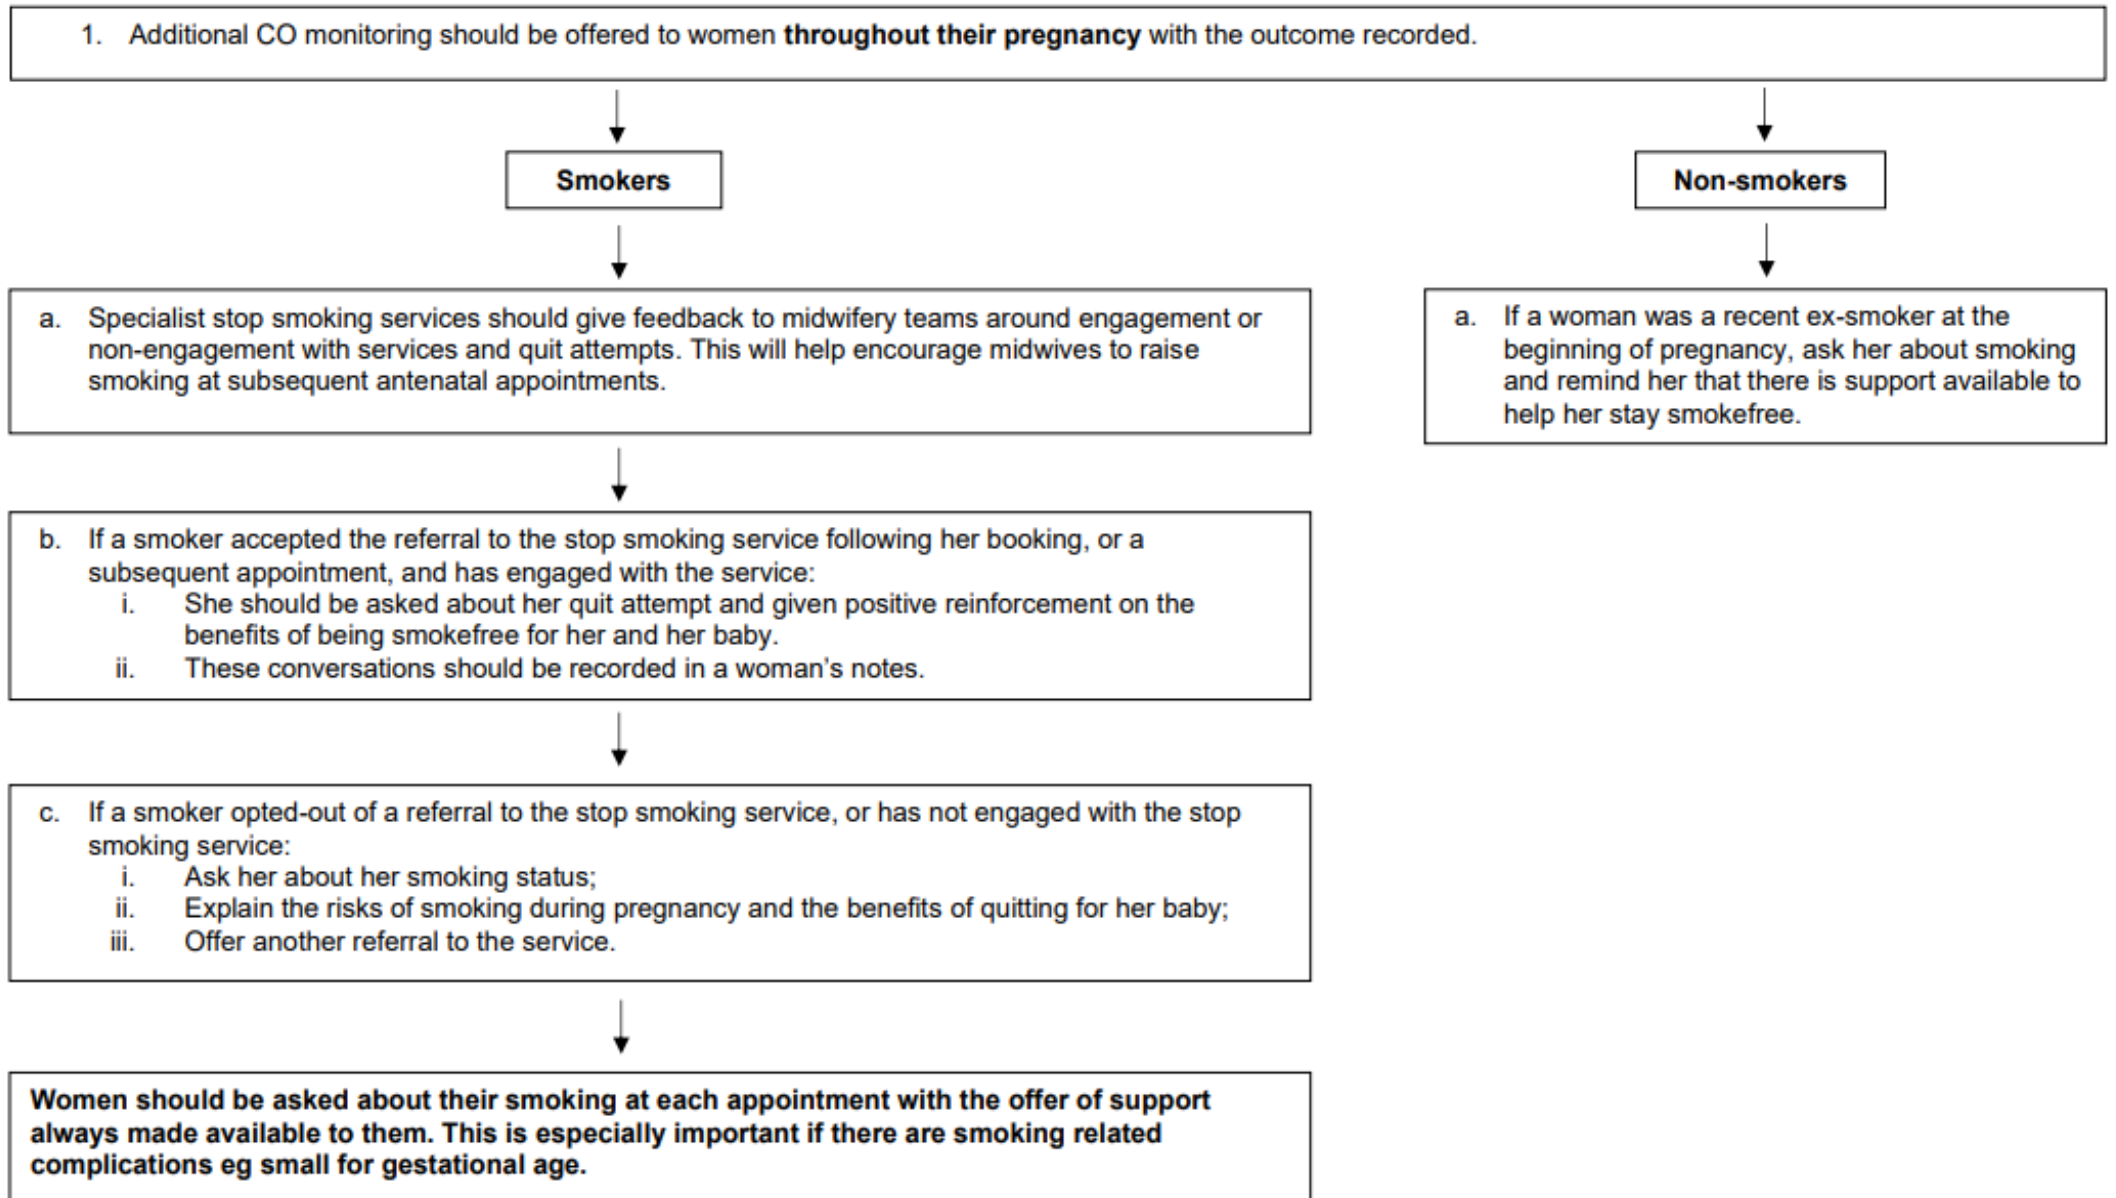 1. Additional CO monitoring should be offered to women throughout their pregnancy with the outcome recorded.
Smokers
Non-smokers
a. Specialist stop smoking services should give feedback to midwifery teams around engagement or
non-engagement with services and quit attempts. This will help encourage midwives to raise
smoking at subsequent antenatal appointments.
a. If a woman was a recent ex-smoker at the
beginning of pregnancy, ask her about smoking
and remind her that there is support available to
help her stay smokefree.
b. If a smoker accepted the referral to the stop smoking service following her booking, or a
subsequent appointment, and has engaged with the service:
i. She should be asked about her quit attempt and given positive reinforcement on the
benefits of being smokefree for her and her baby.
ii. These conversations should be recorded in a woman’s notes.
c. If a smoker opted-out of a referral to the stop smoking service, or has not engaged with the stop
smoking service:
i. Ask her about her smoking status;
ii. Explain the risks of smoking during pregnancy and the benefits of quitting for her baby;
iii. Offer another referral to the service.
Women should be asked about their smoking at each appointment with the offer of support
always made available to them. This is especially important if there are smoking related
complications eg small for gestational age.